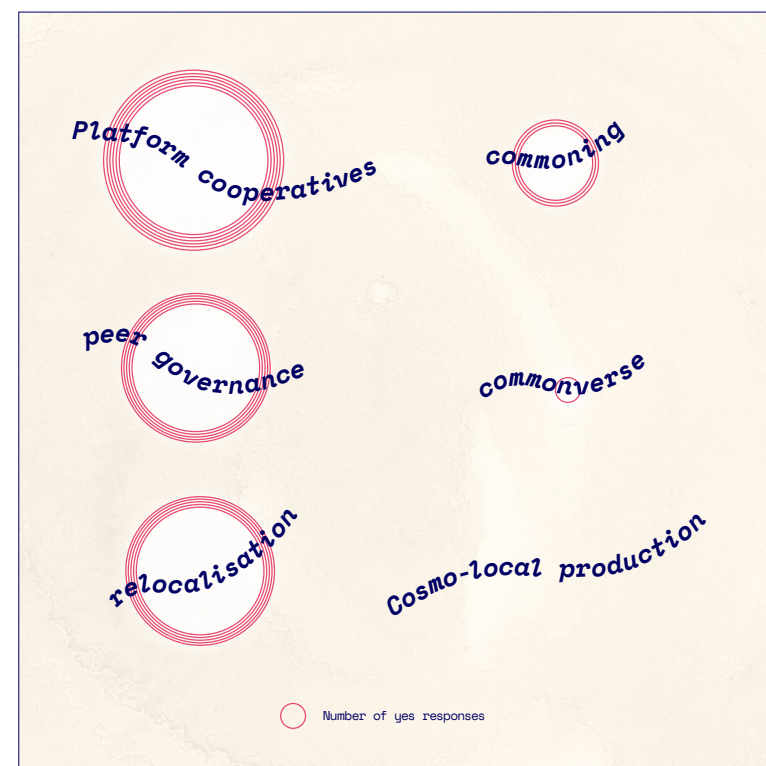 Platform cooperatives
commoning
peer governance
commonverse
relocalisation
Cosmo-local production
Number of yes responses